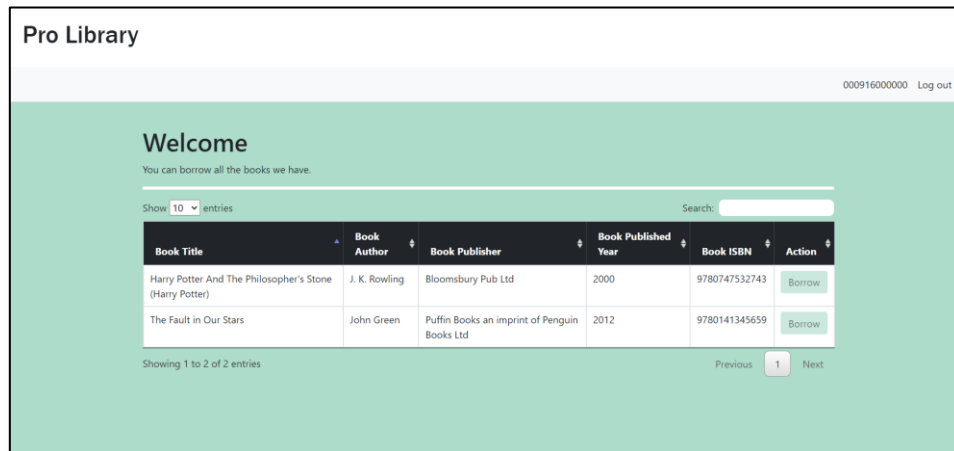 Pro Library
000916000000 Log out
Welcome
You can borrow all the books we have.
Show 10 entries Search:
Book Title Book Author Book Publisher Book Published Year Book ISBN Action
Harry Potter And The Philosopher's Stone (Harry Potter) J. K. Rowling Bloomsbury Pub Ltd 2000 9780747532743 Borrow
The Fault in Our Stars John Green Puffin Books an imprint of Penguin Books Ltd 2012 9780141345659 Borrow
Showing 1 to 2 of 2 entries Previous 1 Next